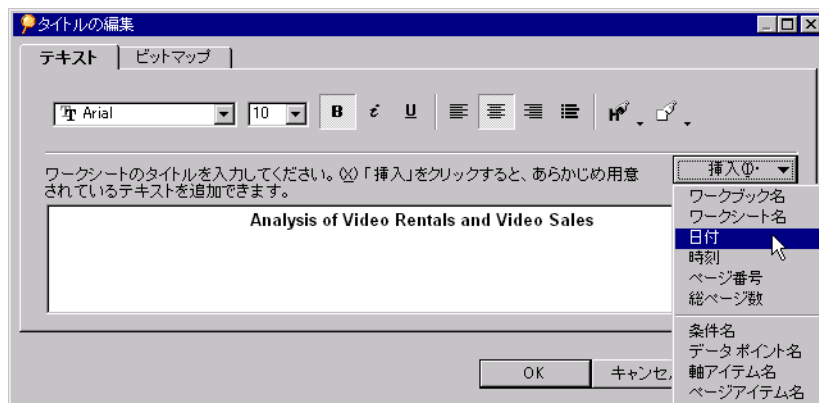 タイトルの編集
テキスト
ビットマップ
Arial
10
B i U
ワークシートのタイトルを入力してください。(X)「挿入」をクリックすると、あらかじめ用意
されているテキストを追加できます。
挿入(I)・
Analysis of Video Rentals and Video Sales
ワークブック名
ワークシート名
日付
時刻
ページ番号
総ページ数
条件名
データポイント名
軸アイテム名
ページアイテム名
OK
キャンセ